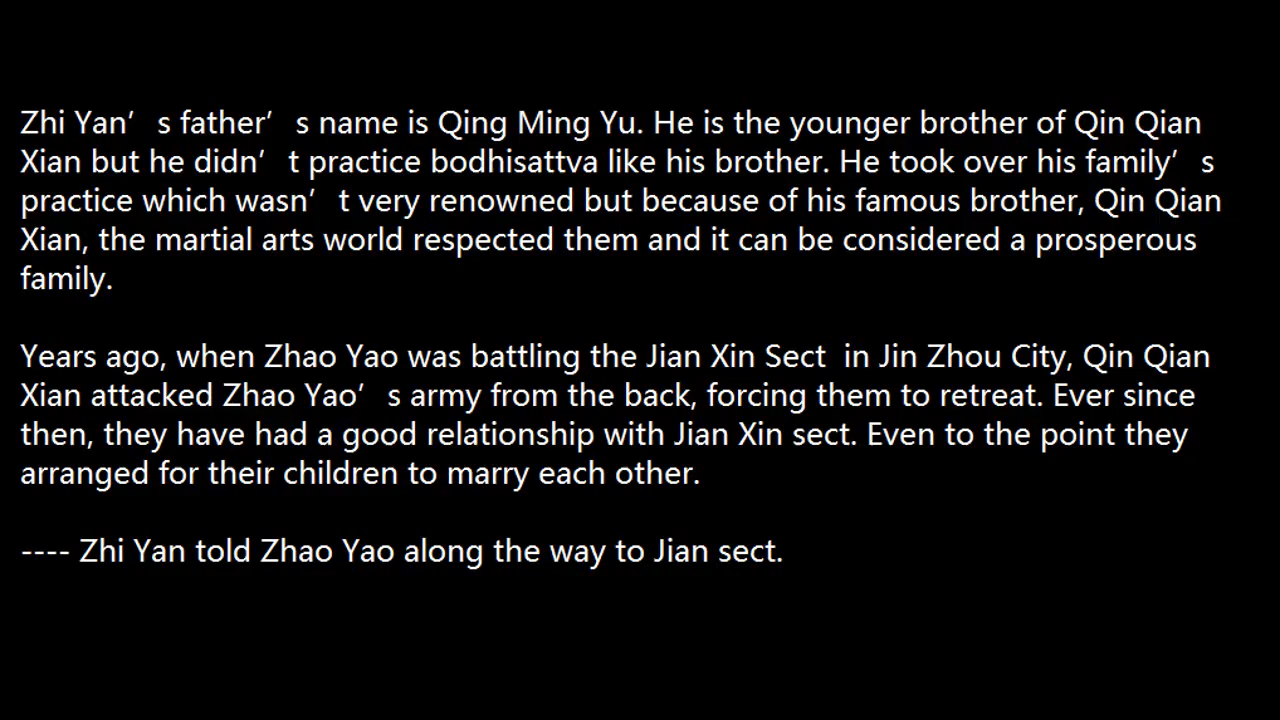 Zhi Yan’s father’s name is Qing Ming Yu. He is the younger brother of Qin Qian
Xian but he didn’t practice bodhisattva like his brother. He took over his family’s
practice which wasn’t very renowned but because of his famous brother, Qin Qian
Xian, the martial arts world respected them and it can be considered a prosperous
family.
Years ago, when Zhao Yao was battling the Jian Xin Sect in Jin Zhou City, Qin Qian
Xian attacked Zhao Yao’s army from the back, forcing them to retreat. Ever since
then, they have had a good relationship with Jian Xin sect. Even to the point they
arranged for their children to marry each other.
---- Zhi Yan told Zhao Yao along the way to Jian sect.